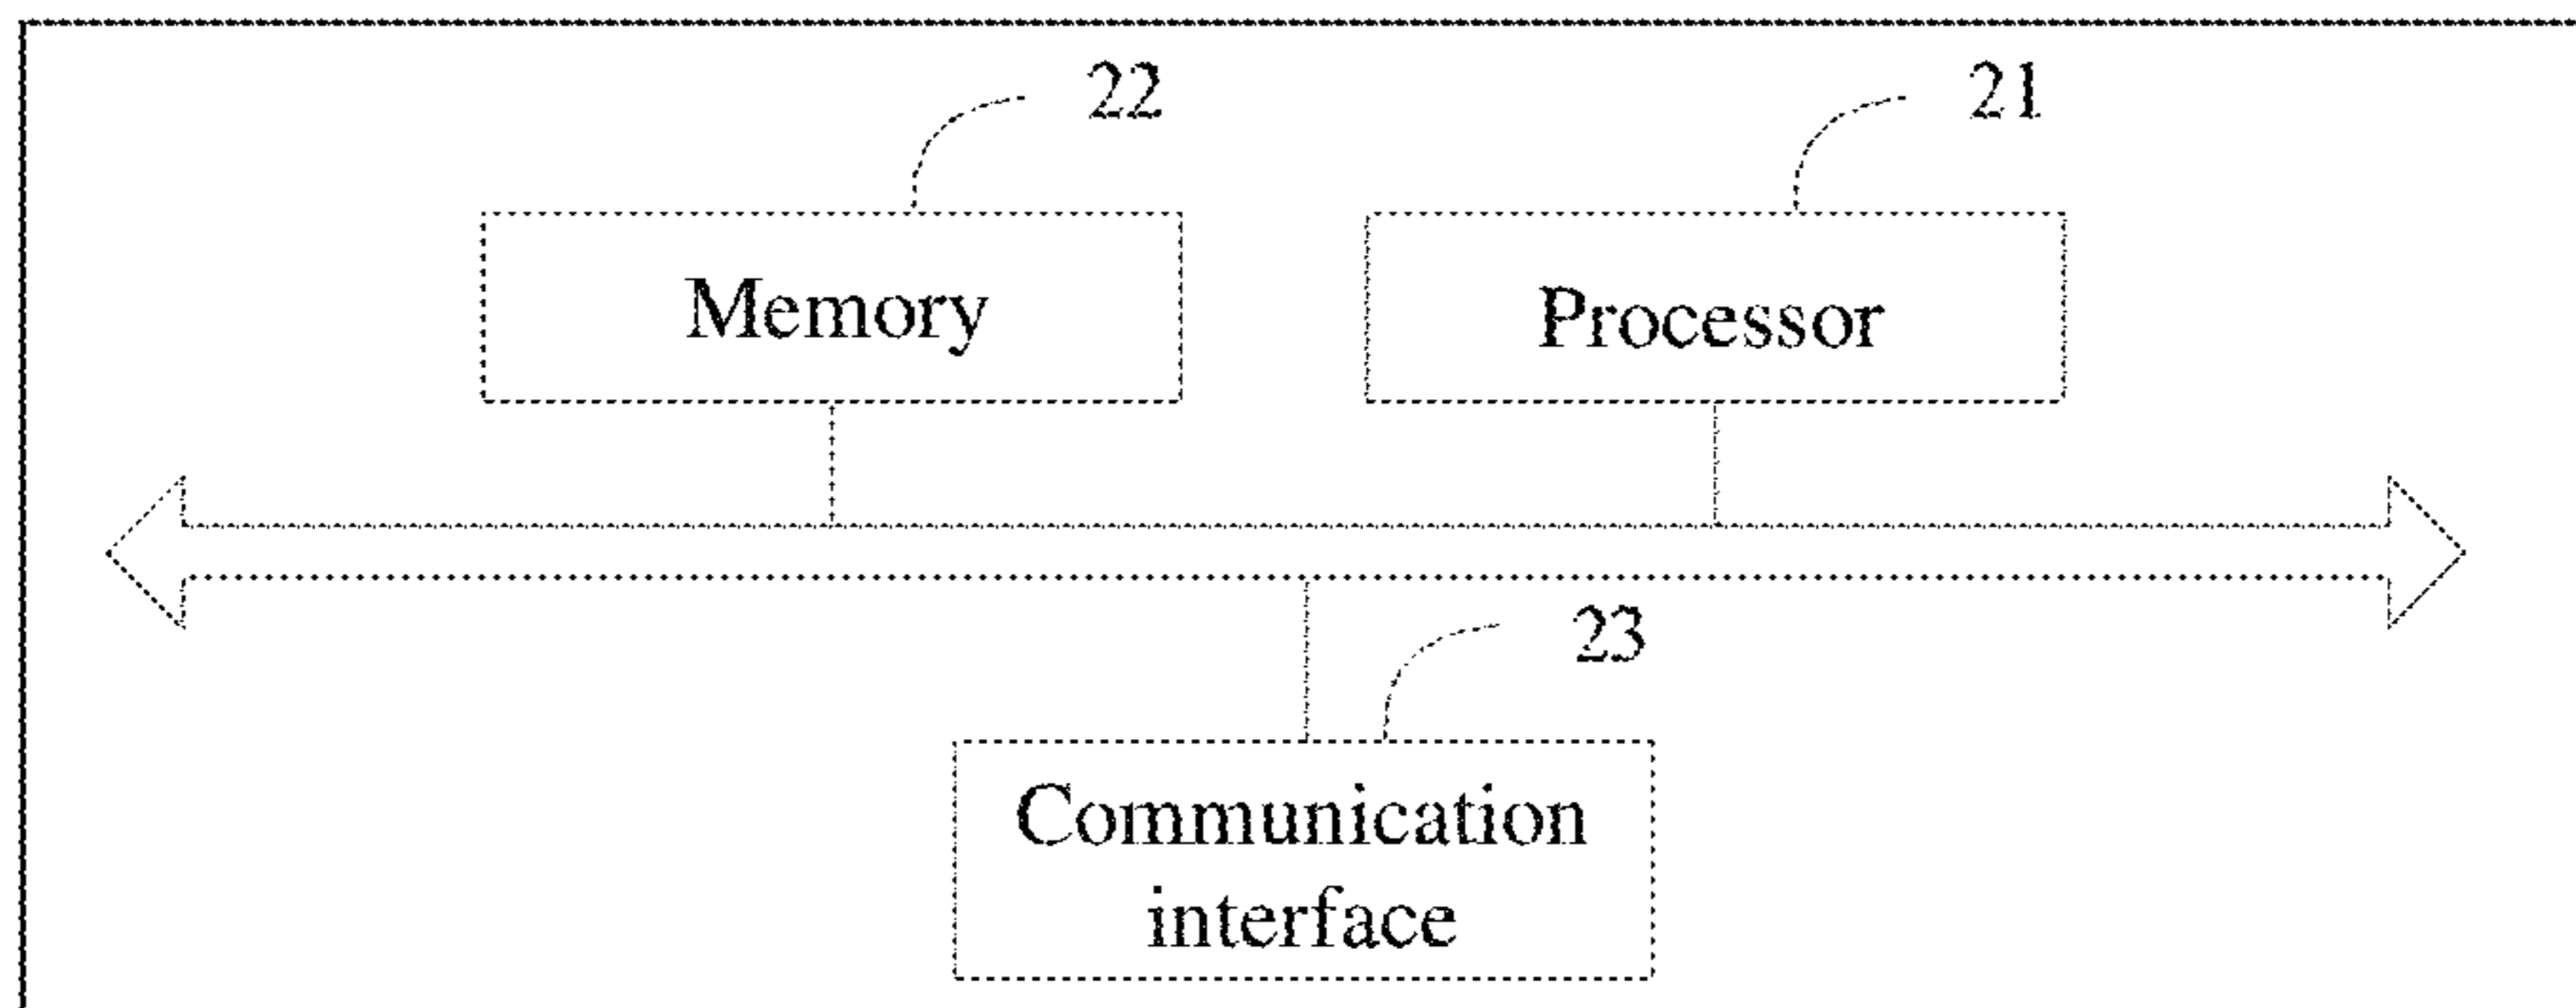 22
21
Memory
Processor
23
Communication
interface